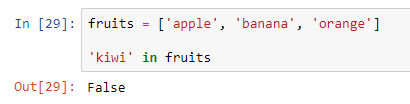 In [29]: fruits = ['apple', 'banana', 'orange']
'kiwi' in fruits
Out[29]: False